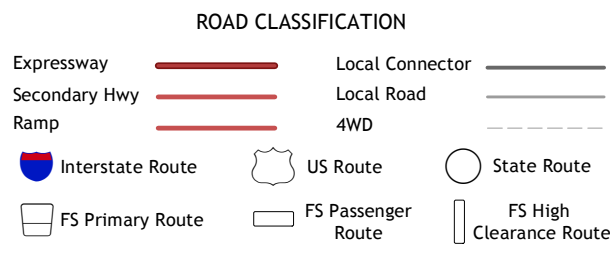 ROAD CLASSIFICATION
Expressway
Local Connector
Secondary Hwy
Local Road
Ramp
4WD
Interstate Route
US Route
State Route
FS Primary Route
FS Passenger
Route
FS High
Clearance Route